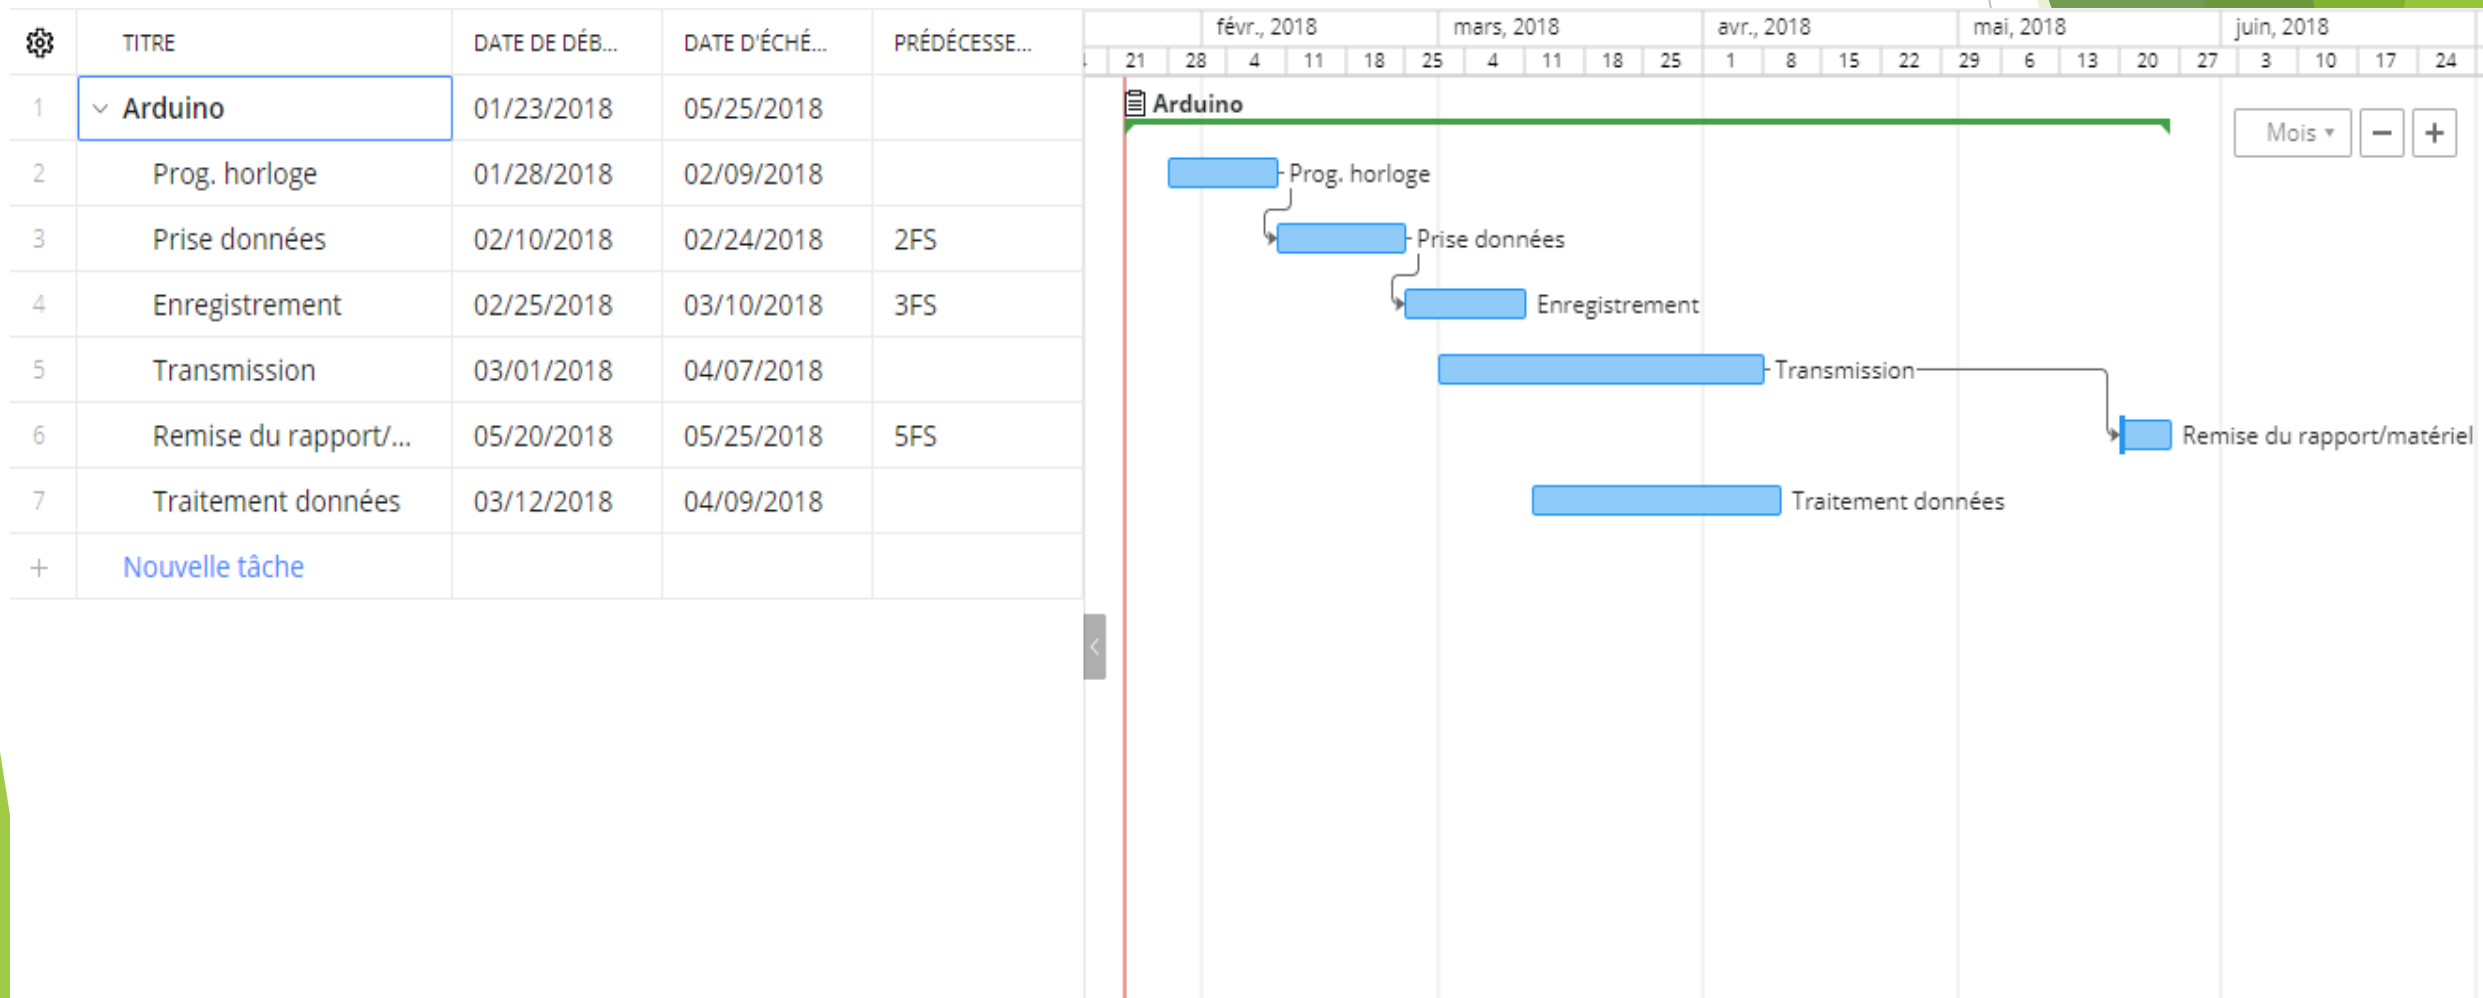 TITRE DATE DE DÉB... DATE D'ÉCHÉ... PRÉDÉCESSE...
févr., 2018 mars, 2018 avr., 2018 mai, 2018 juin, 2018
21 28 4 11 18 25 4 11 18 25 1 8 15 22 29 6 13 20 27 3 10 17 24
1 Arduino 01/23/2018 05/25/2018
Arduino
Mois
2 Prog. horloge 01/28/2018 02/09/2018
Prog. horloge
3 Prise données 02/10/2018 02/24/2018 2FS
Prise données
4 Enregistrement 02/25/2018 03/10/2018 3FS
Enregistrement
5 Transmission 03/01/2018 04/07/2018
Transmission
6 Remise du rapport/... 05/20/2018 05/25/2018 5FS
Remise du rapport/matériel
7 Traitement données 03/12/2018 04/09/2018
Traitement données
+ Nouvelle tâche